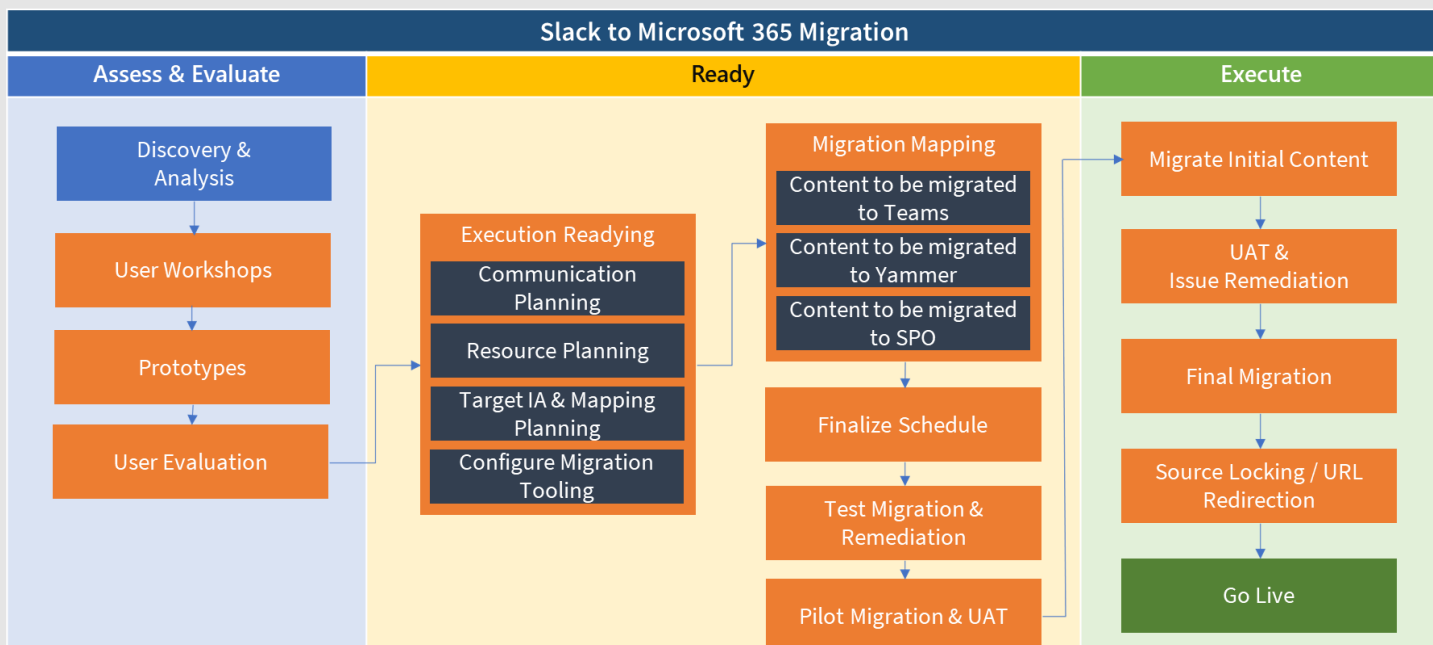 Slack to Microsoft 365 Migration
Assess & Evaluate
Ready
Execute
Discovery &
Analysis
User Workshops
Prototypes
User Evaluation
Execution Readying
Communication
Planning
Resource Planning
Target IA & Mapping
Planning
Configure Migration
Tooling
Migration Mapping
Content to be migrated
to Teams
Content to be migrated
to Yammer
Content to be migrated
to SPO
Finalize Schedule
Test Migration &
Remediation
Pilot Migration & UAT
Migrate Initial Content
UAT &
Issue Remediation
Final Migration
Source Locking / URL
Redirection
Go Live